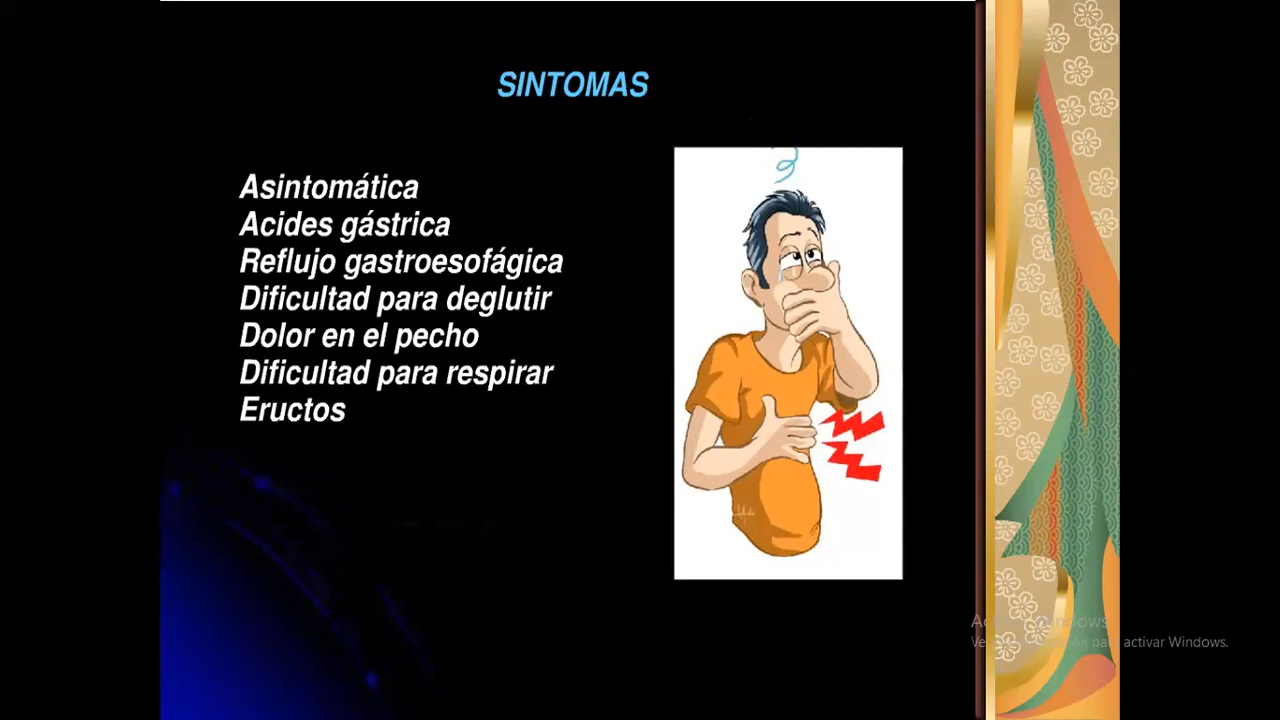 SINTOMAS
Asintomática
Acides gástrica
Reflujo gastroesofágica
Dificultad para deglutir
Dolor en el pecho
Dificultad para respirar
Eructos
activar Windows.